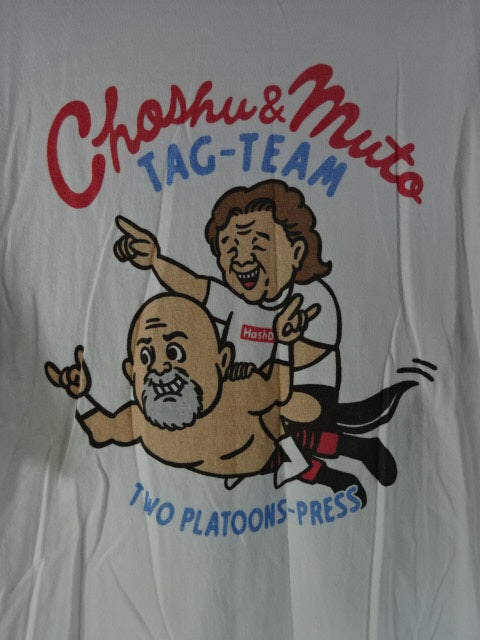 Choshu & Muto
TAG-TEAM
HashD
TWO PLATOONS-PRESS